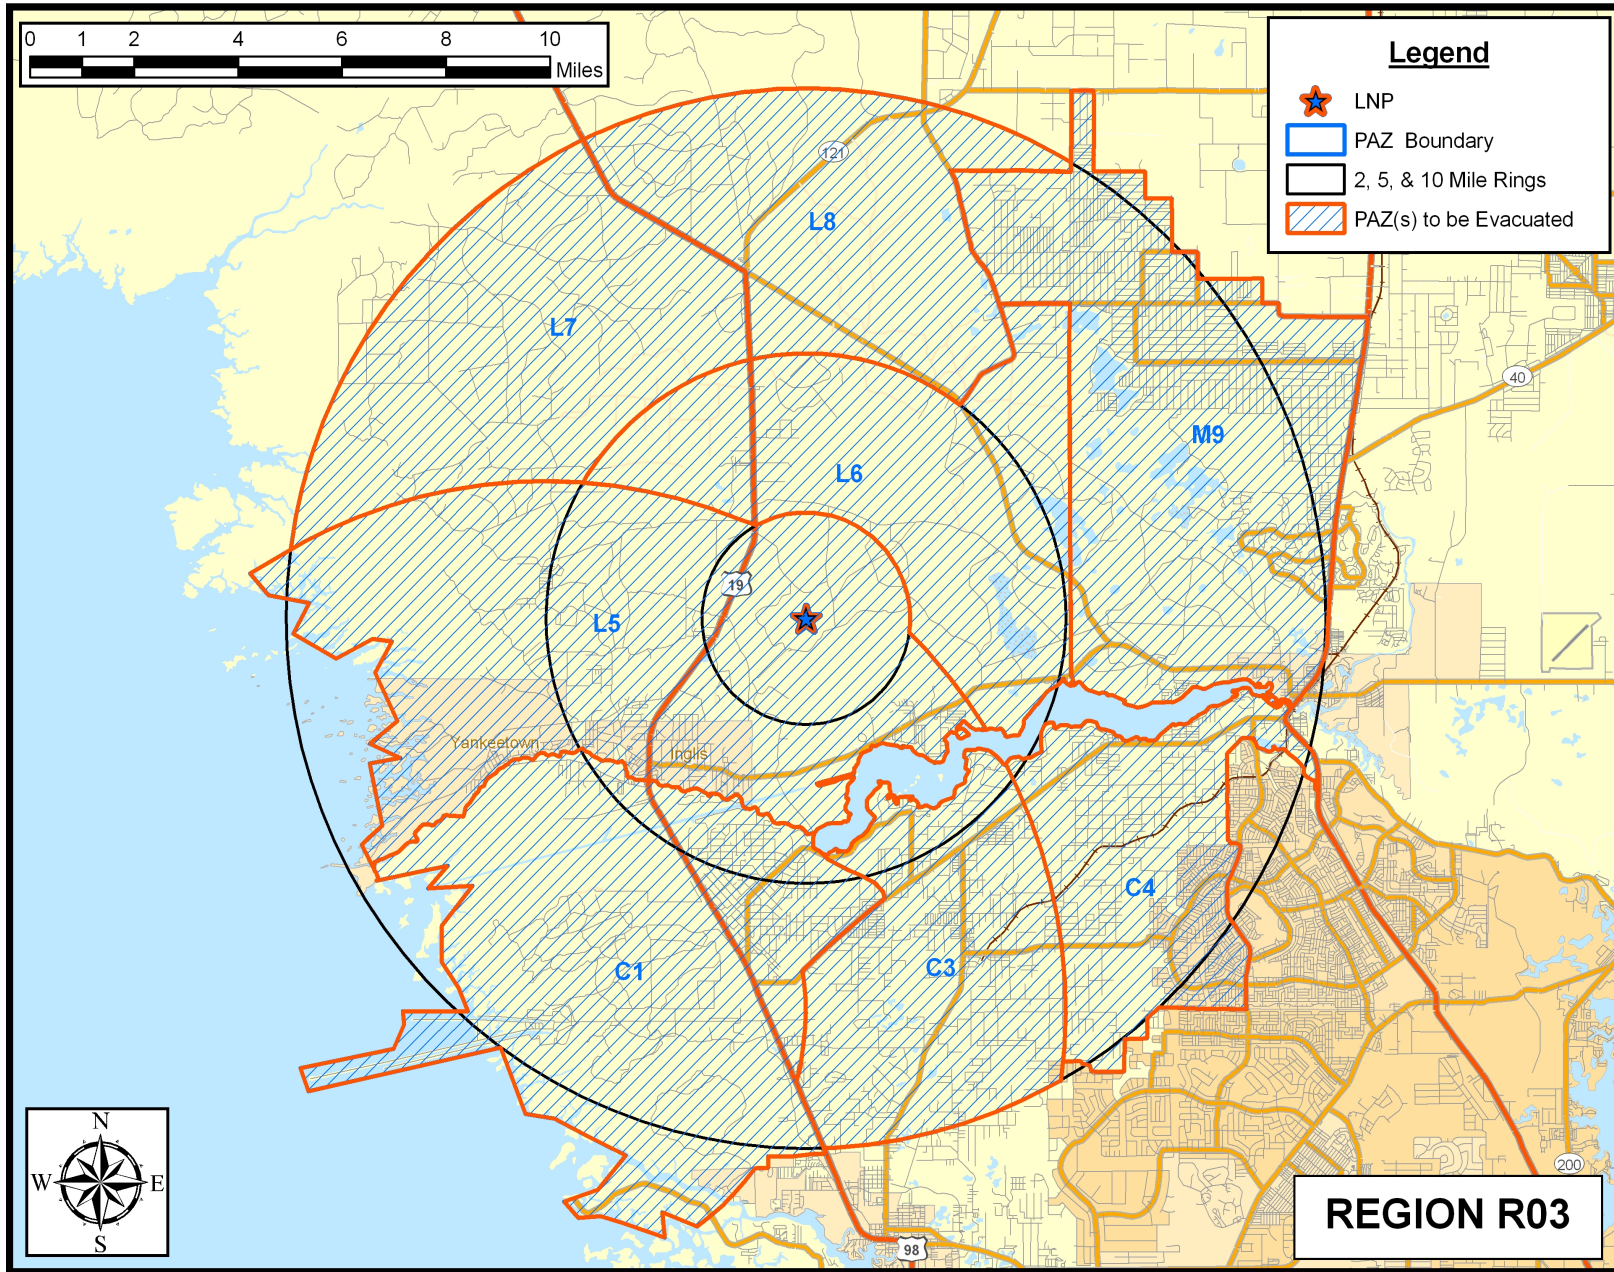 0 1 2 4 6 8 10
Miles
Legend
LNP
PAZ Boundary
2, 5, & 10 Mile Rings
PAZ(s) to be Evacuated
121
L8
L7
40
M9
L6
19
L5
Yankeetown
Inglis
C4
C3
C1
N
W E
S
200
REGION R03
98